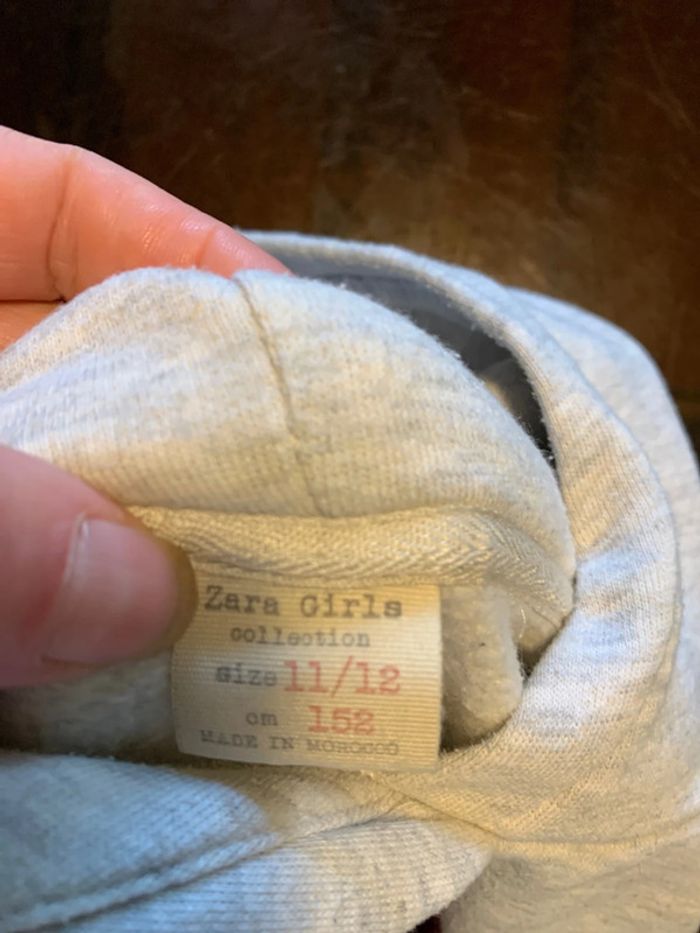 Zara Girls
collection
size 11/12
cm 152
MADE IN MOROCCO